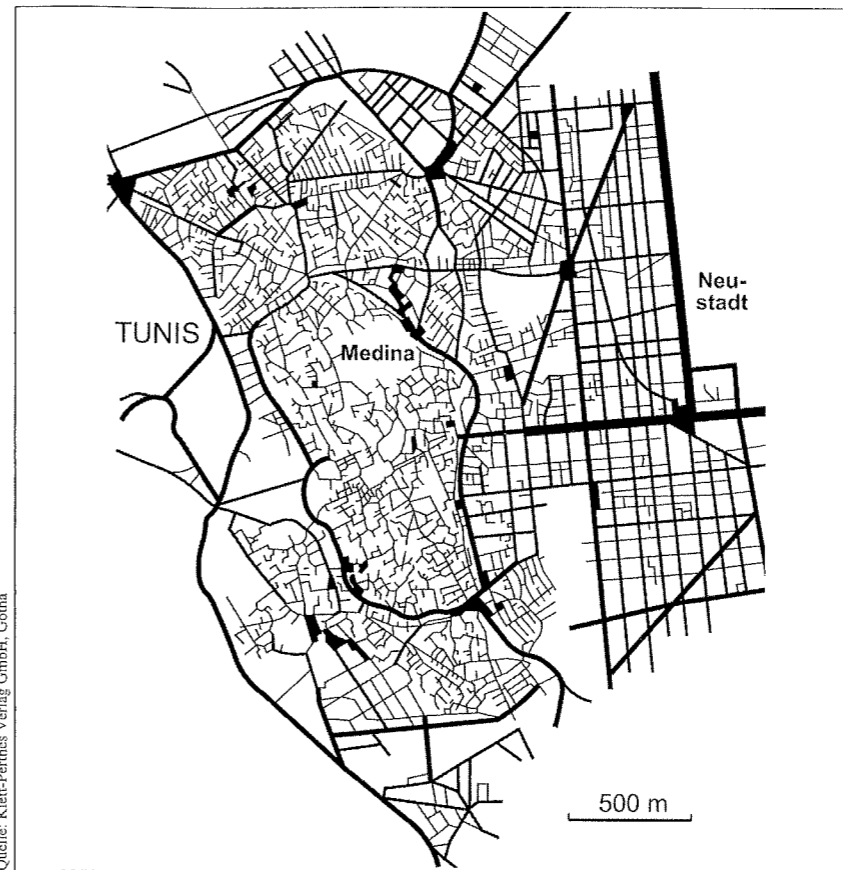 Neu-
stadt
TUNIS
Medina
500 m
Quelle: Klett-Perthes Verlag GmbH, Gotha